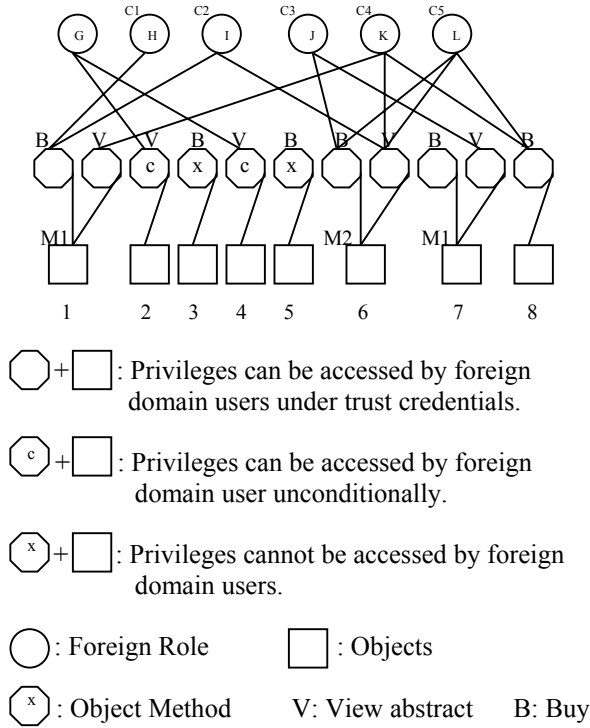 C1 C2 C3 C4 C5
G H I J K L
B V V B V B B V B V B
c x c x
M1 M2 M1
1 2 3 4 5 6 7 8
+ : Privileges can be accessed by foreign
domain users under trust credentials.
c + : Privileges can be accessed by foreign
domain user unconditionally.
x + : Privileges cannot be accessed by foreign
domain users.
: Foreign Role : Objects
x : Object Method V: View abstract B: Buy